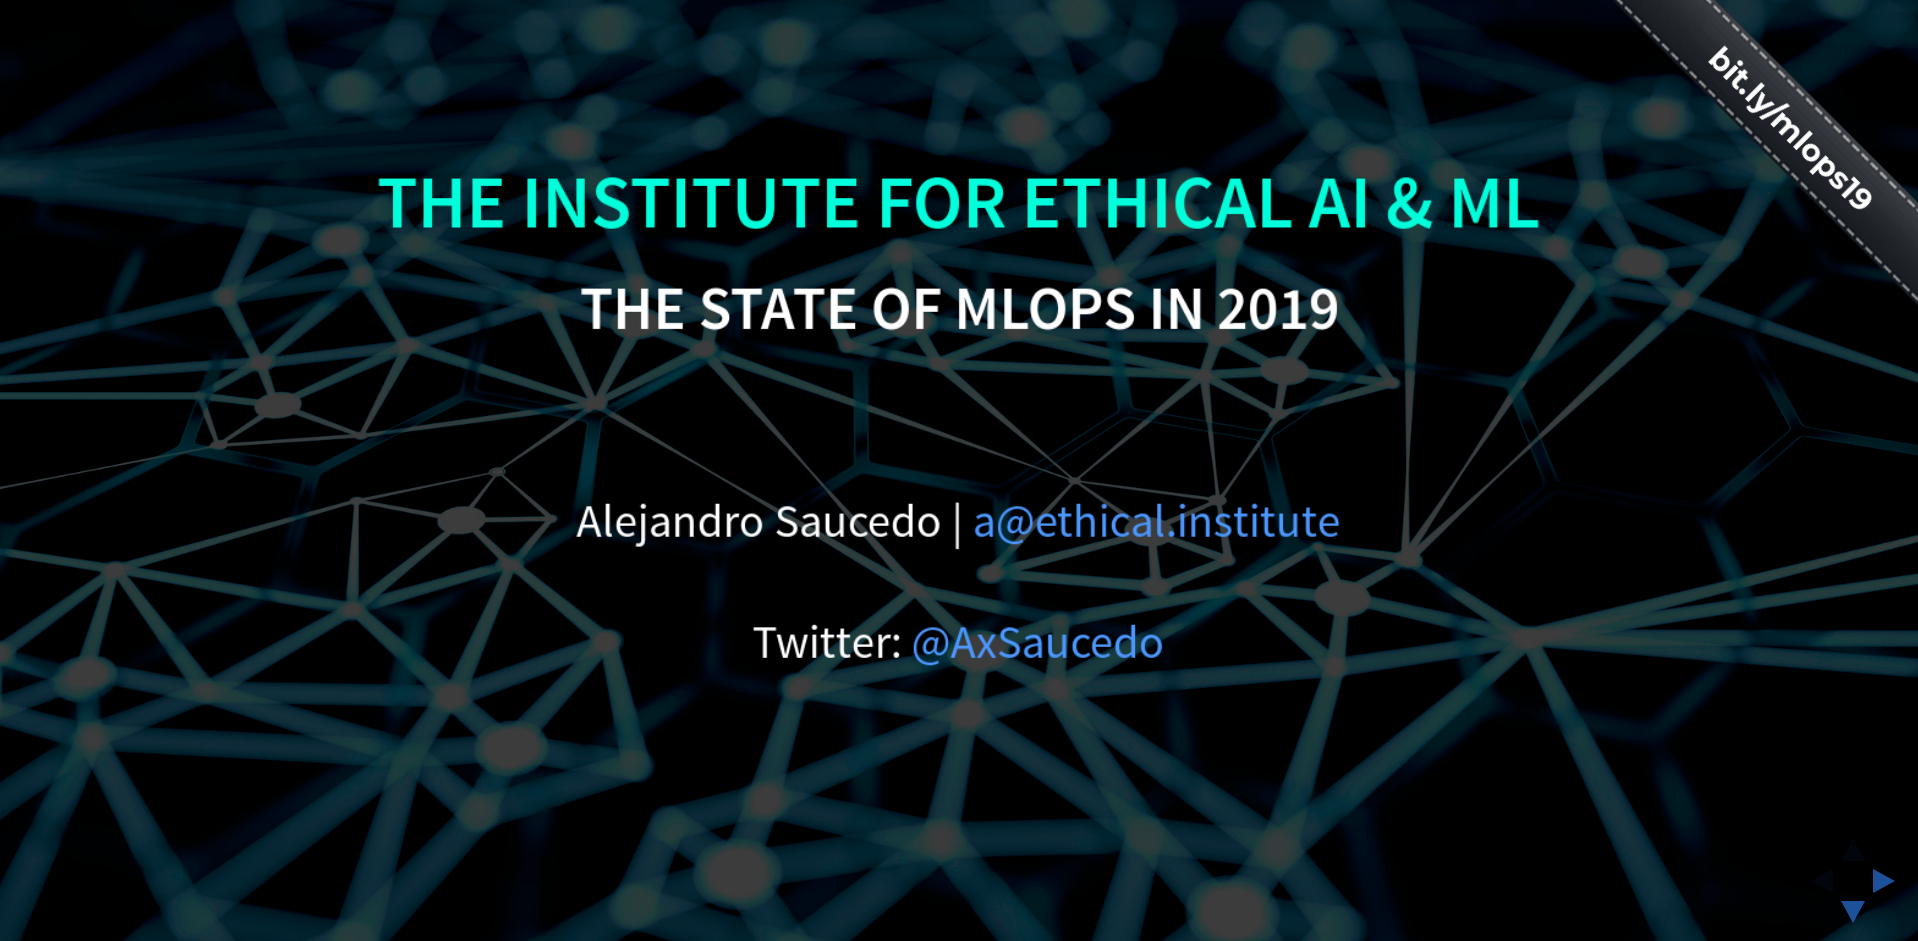 bit.ly/mlops19
THE INSTITUTE FOR ETHICAL AI & ML
THE STATE OF MLOPS IN 2019
Alejandro Saucedo | a@ethical.institute
Twitter: @AxSaucedo